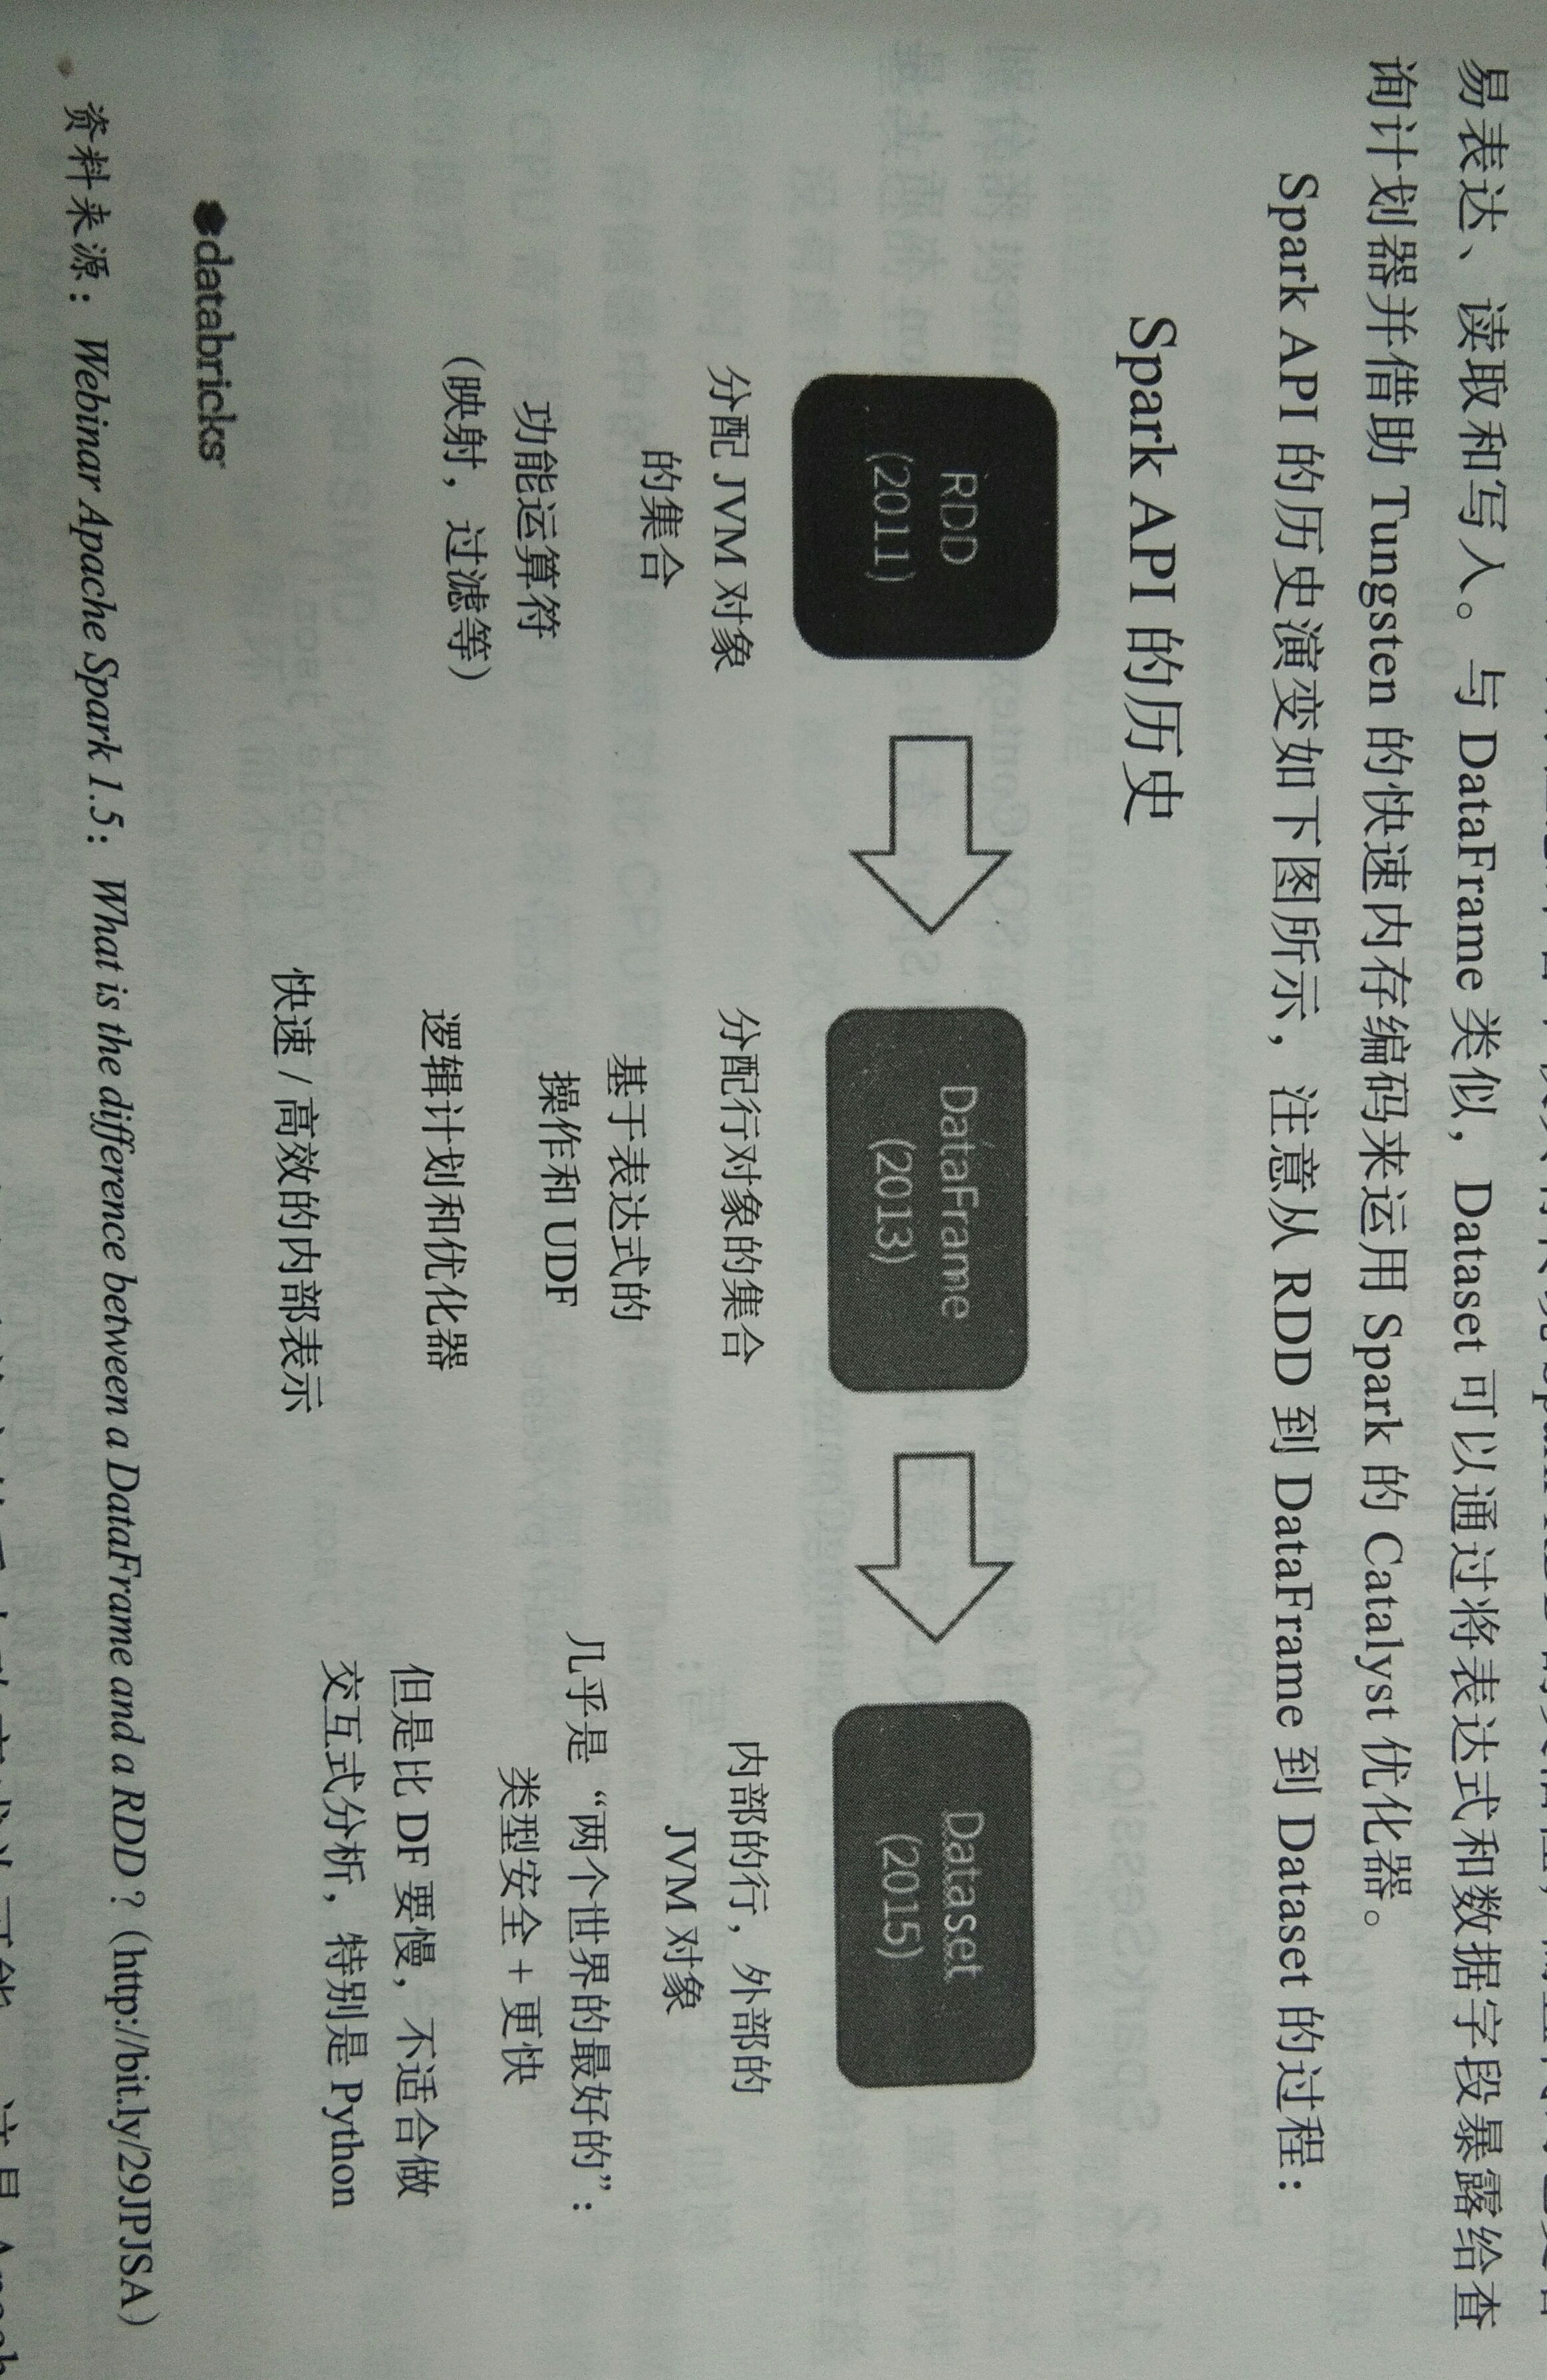 易表达、读取和写入。与 DataFrame 类似，Dataset 可以通过将表达式和数据字段暴露给查
询计划器并借助 Tungsten 的快速内存编码来运用 Spark 的 Catalyst 优化器。
Spark API 的历史演变如下图所示，注意从 RDD 到 DataFrame 到 Dataset 的过程：
Spark API 的历史
RDD
(2011)
分配 JVM 对象
的集合
功能运算符
（映射，过滤等）
DataFrame
(2013)
分配行对象的集合
基于表达式的
操作和 UDF
逻辑计划和优化器
快速 / 高效的内部表示
Dataset
(2015)
内部的行，外部的
JVM 对象
几乎是“两个世界的最好的”：
类型安全 + 更快
但是比 DF 要慢，不适合做
交互式分析，特别是 Python
databricks
资料来源：Webinar Apache Spark 1.5：What is the difference between a DataFrame and a RDD？（http://bit.ly/29JPJSA）